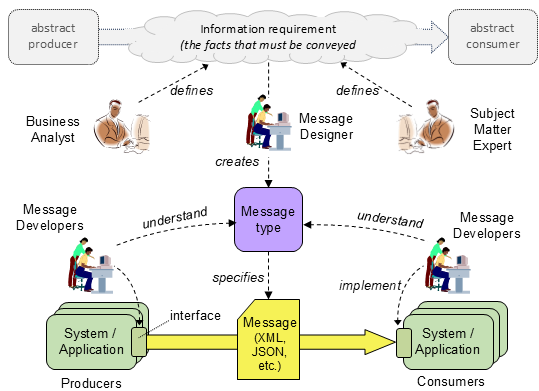 abstract
producer
Information requirement
(the facts that must be conveyed
abstract
consumer
defines
defines
Business
Analyst
Message
Designer
Subject
Matter
Expert
creates
Message
Developers
understand
Message
type
understand
Message
Developers
specifies
implement
interface
System /
Application
Message
(XML,
JSON,
etc.)
System /
Application
Producers
Consumers